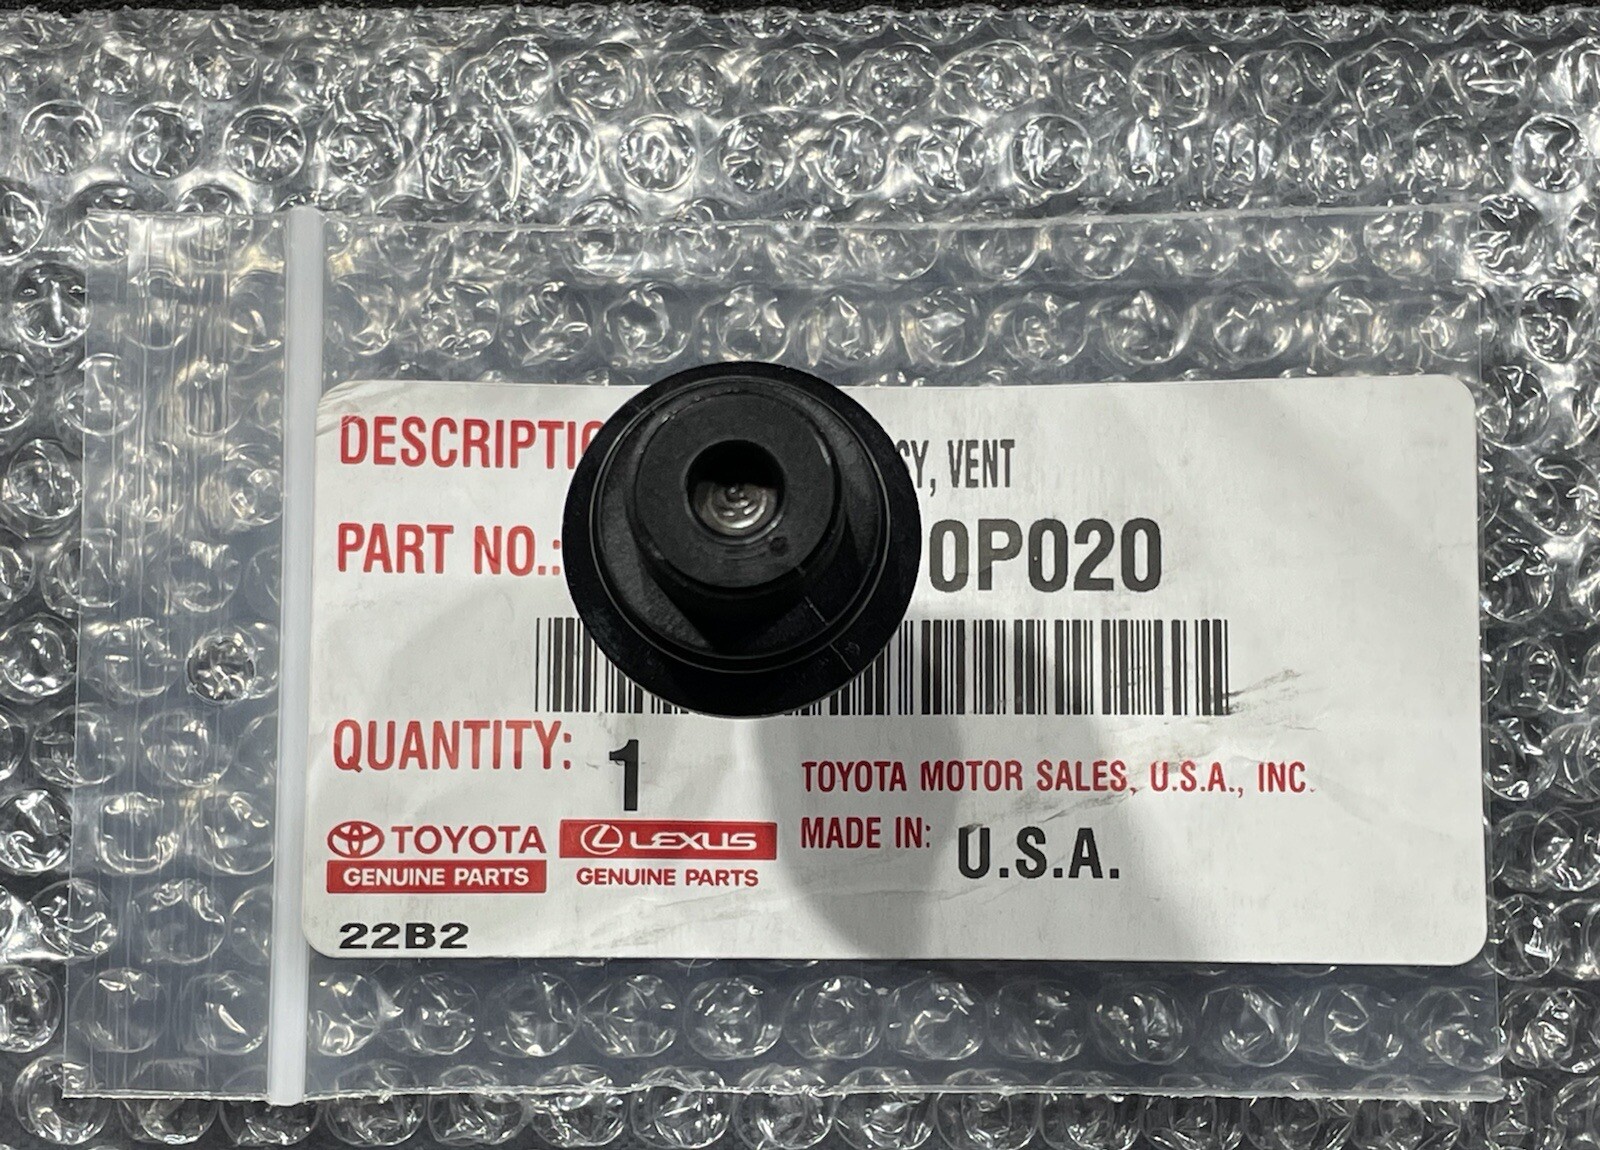 DESCRIPTIO
SY, VENT
PART NO.:
0P020
QUANTITY: 1
TOYOTA MOTOR SALES, U.S.A., INC.
MADE IN: U.S.A.
TOYOTA
GENUINE PARTS
LEXUS
GENUINE PARTS
22B2